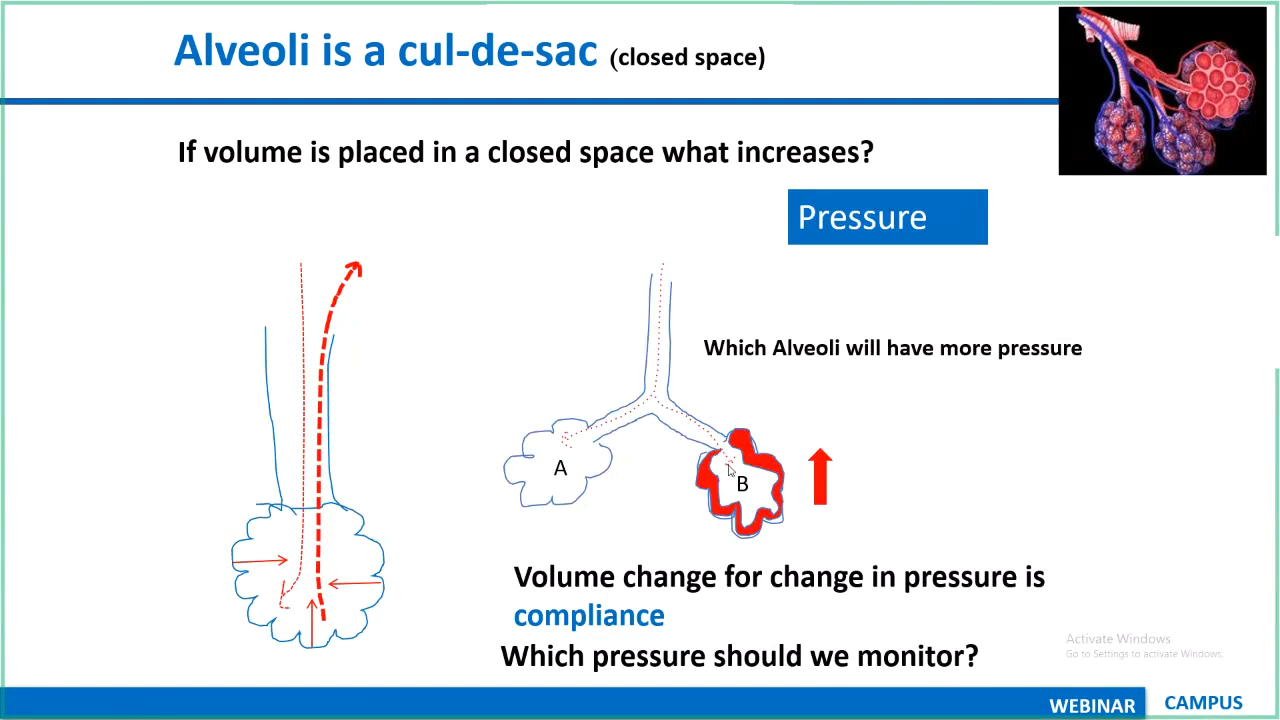 Alveoli is a cul-de-sac (closed space)
If volume is placed in a closed space what increases?
Pressure
Which Alveoli will have more pressure
A
B
Volume change for change in pressure is
compliance
Which pressure should we monitor?
Activate Windows
Go to Settings to activate Windows.
WEBINAR CAMPUS